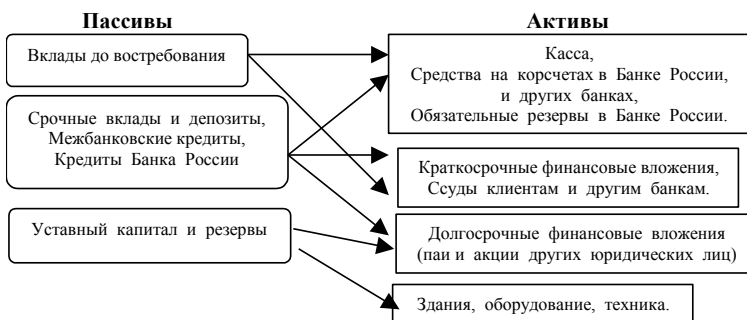 Пассивы
Вклады до востребования
Срочные вклады и депозиты,
Межбанковские кредиты,
Кредиты Банка России
Уставный капитал и резервы
Активы
Касса,
Средства на корсчетах в Банке России,
и других банках,
Обязательные резервы в Банке России.
Краткосрочные финансовые вложения,
Ссуды клиентам и другим банкам.
Долгосрочные финансовые вложения
(паи и акции других юридических лиц)
Здания, оборудование, техника.